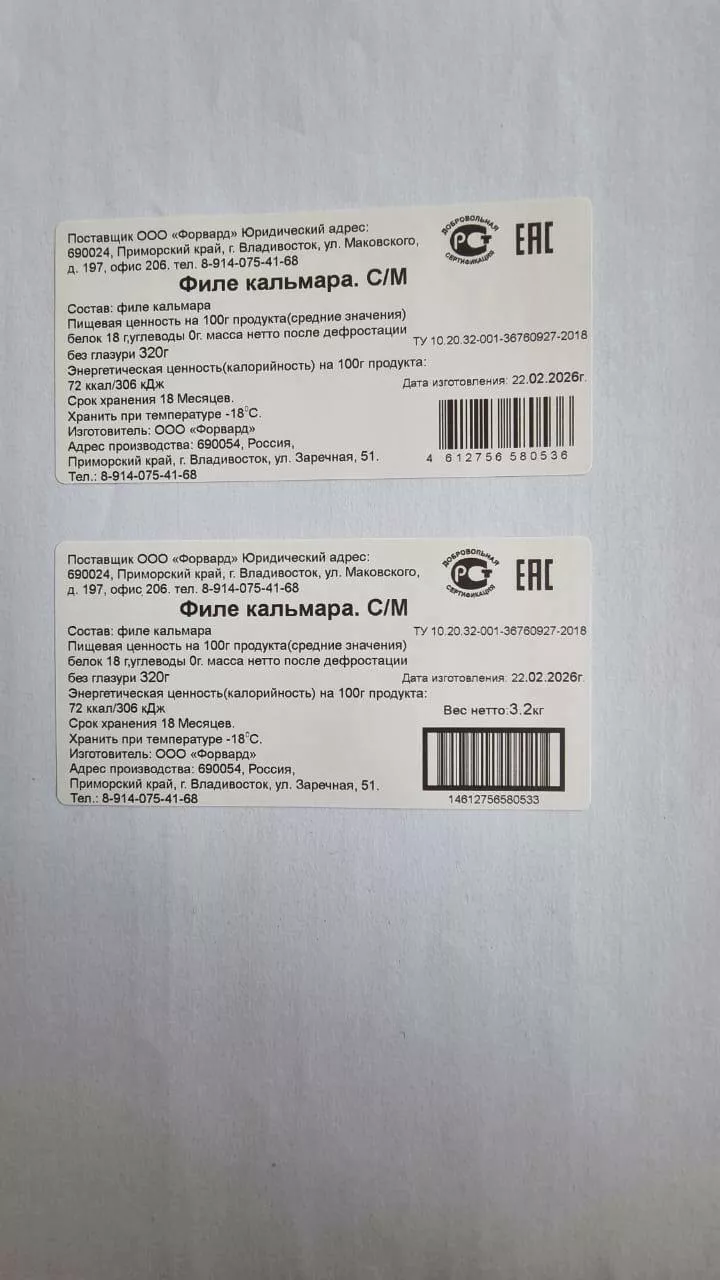 Поставщик ООО «Форвард» Юридический адрес:
690024, Приморский край, г. Владивосток, ул. Маковского,
д. 197, офис 206. тел. 8-914-075-41-68
ДОБРОВОЛЬНАЯ
РСТ
СЕРТИФИКАЦИЯ
EAC
Филе кальмара. С/М
Состав: филе кальмара
Пищевая ценность на 100г продукта(средние значения)
белок 18 г,углеводы 0г. масса нетто после дефростации
без глазури 320г
ТУ 10.20.32-001-36760927-2018
Энергетическая ценность(калорийность) на 100г продукта:
72 ккал/306 кДж
Дата изготовления: 22.02.2026г.
Срок хранения 18 Месяцев.
Хранить при температуре -18°С.
Изготовитель: ООО «Форвард»
Адрес производства: 690054, Россия,
Приморский край, г. Владивосток, ул. Заречная, 51.
Тел.: 8-914-075-41-68
4 612756 580536
Поставщик ООО «Форвард» Юридический адрес:
690024, Приморский край, г. Владивосток, ул. Маковского,
д. 197, офис 206. тел. 8-914-075-41-68
ДОБРОВОЛЬНАЯ
РСТ
СЕРТИФИКАЦИЯ
EAC
Филе кальмара. С/М
Состав: филе кальмара
ТУ 10.20.32-001-36760927-2018
Пищевая ценность на 100г продукта(средние значения)
белок 18 г,углеводы 0г. масса нетто после дефростации
без глазури 320г
Дата изготовления: 22.02.2026г.
Энергетическая ценность(калорийность) на 100г продукта:
72 ккал/306 кДж
Вес нетто:3.2кг
Срок хранения 18 Месяцев.
Хранить при температуре -18°С.
Изготовитель: ООО «Форвард»
Адрес производства: 690054, Россия,
Приморский край, г. Владивосток, ул. Заречная, 51.
Тел.: 8-914-075-41-68
14612756580533